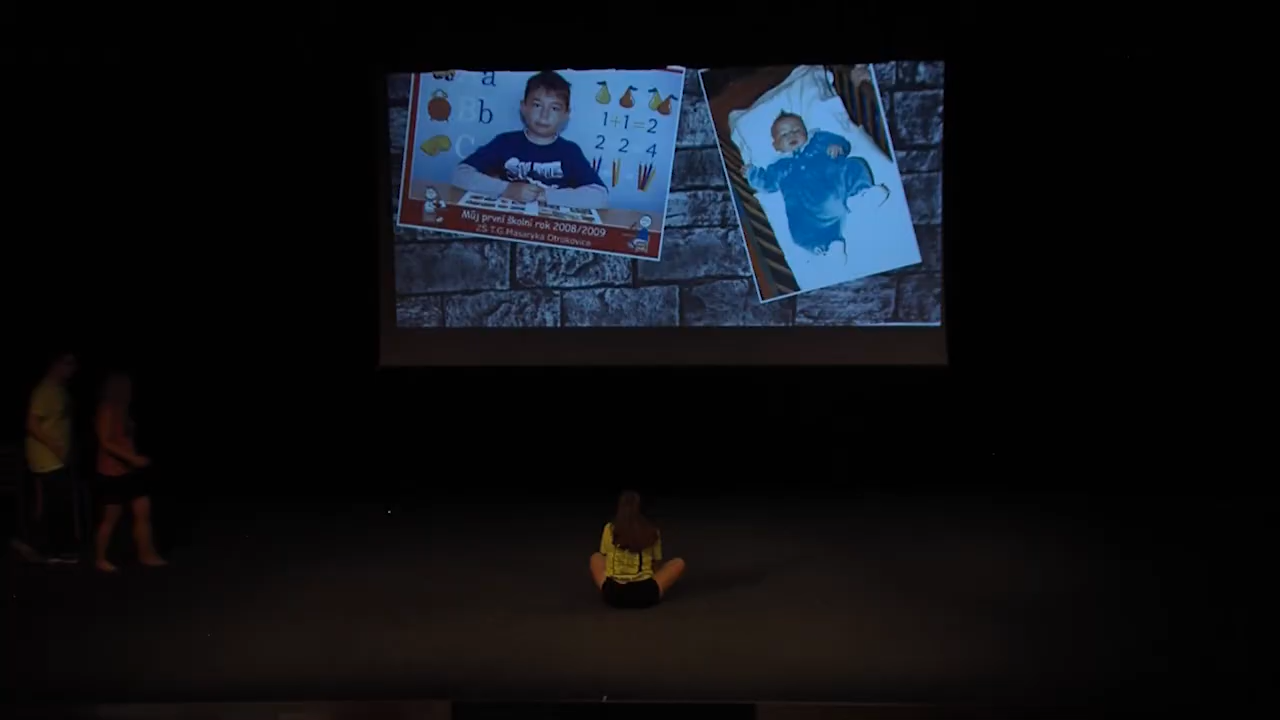 a
B b
C
1+1=2
2 2 4
Můj první školní rok 2008/2009
ZŠ T.G.Masaryka Otrokovice